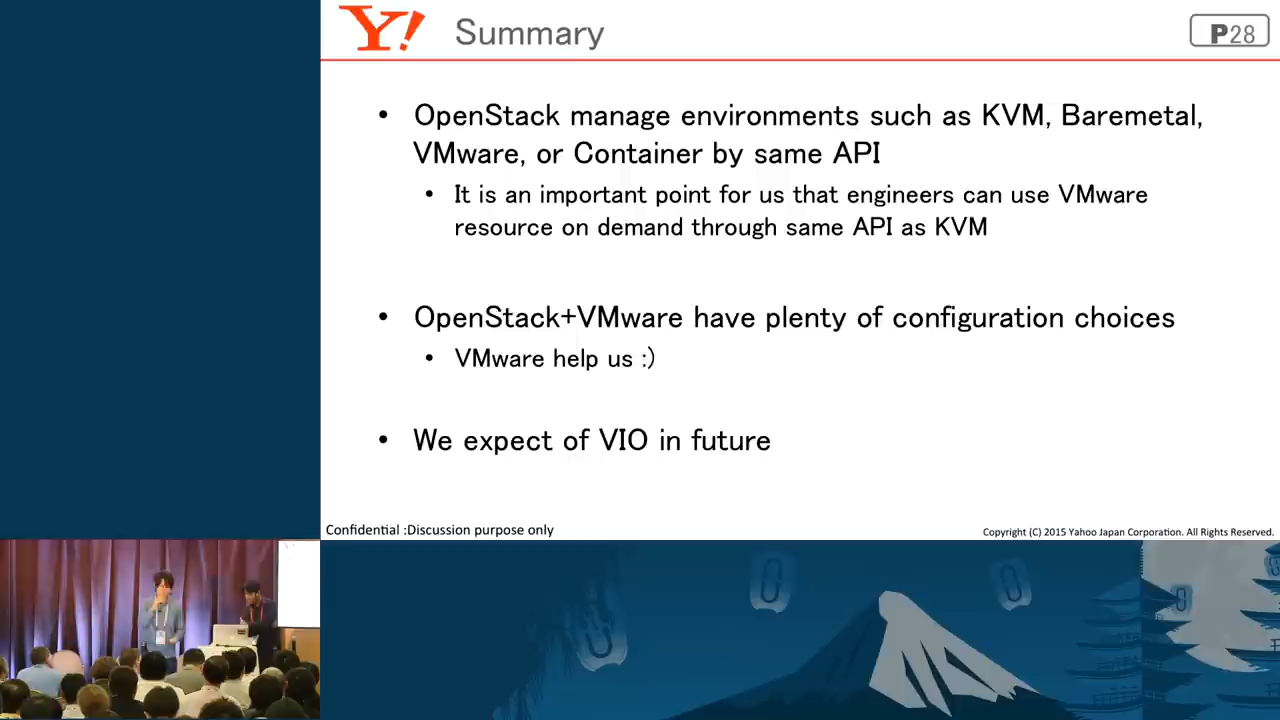 Y! Summary P28
• OpenStack manage environments such as KVM, Baremetal,
VMware, or Container by same API
• It is an important point for us that engineers can use VMware
resource on demand through same API as KVM
• OpenStack+VMware have plenty of configuration choices
• VMware help us :)
• We expect of VIO in future
Confidential :Discussion purpose only
Copyright (C) 2015 Yahoo Japan Corporation. All Rights Reserved.